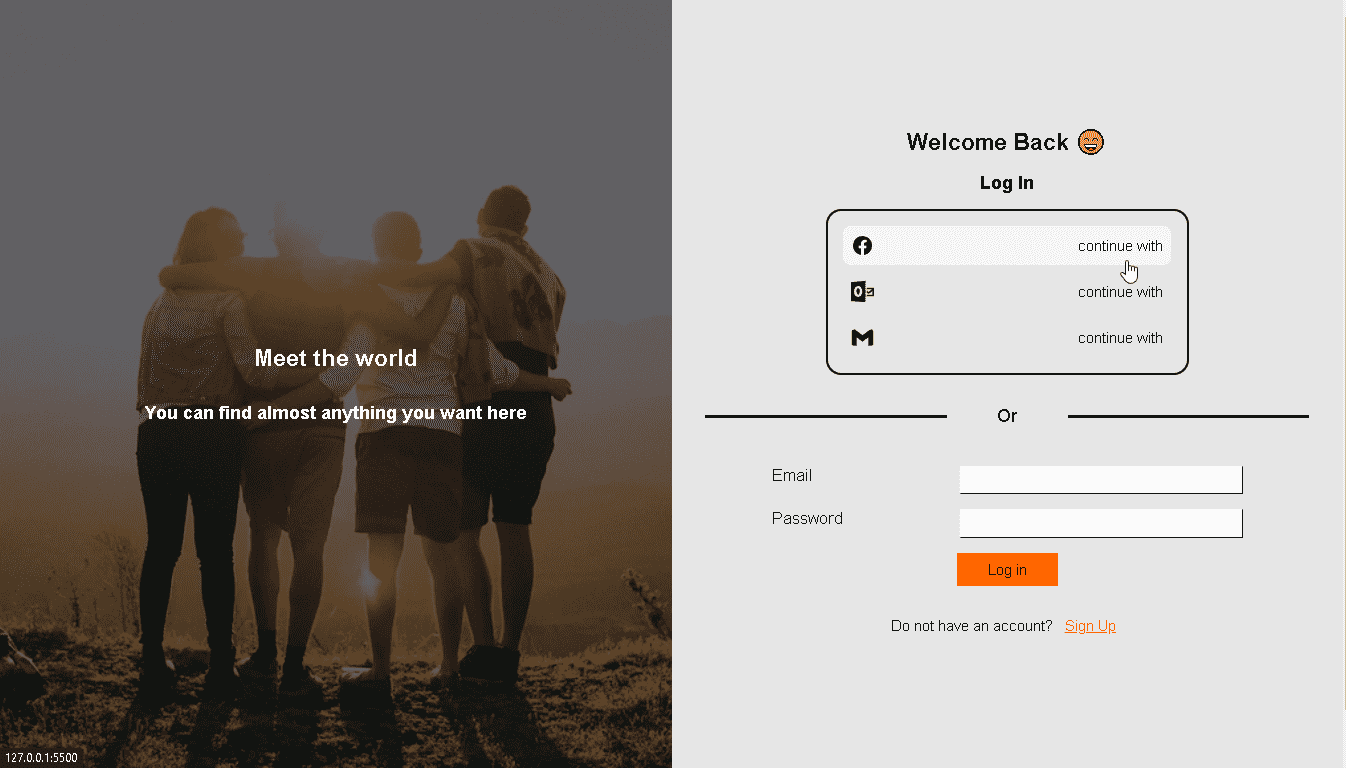 Meet the world
You can find almost anything you want here
127.0.0.1:5500
Welcome Back
Log In
continue with
continue with
continue with
Or
Email
Password
Log in
Do not have an account? Sign Up